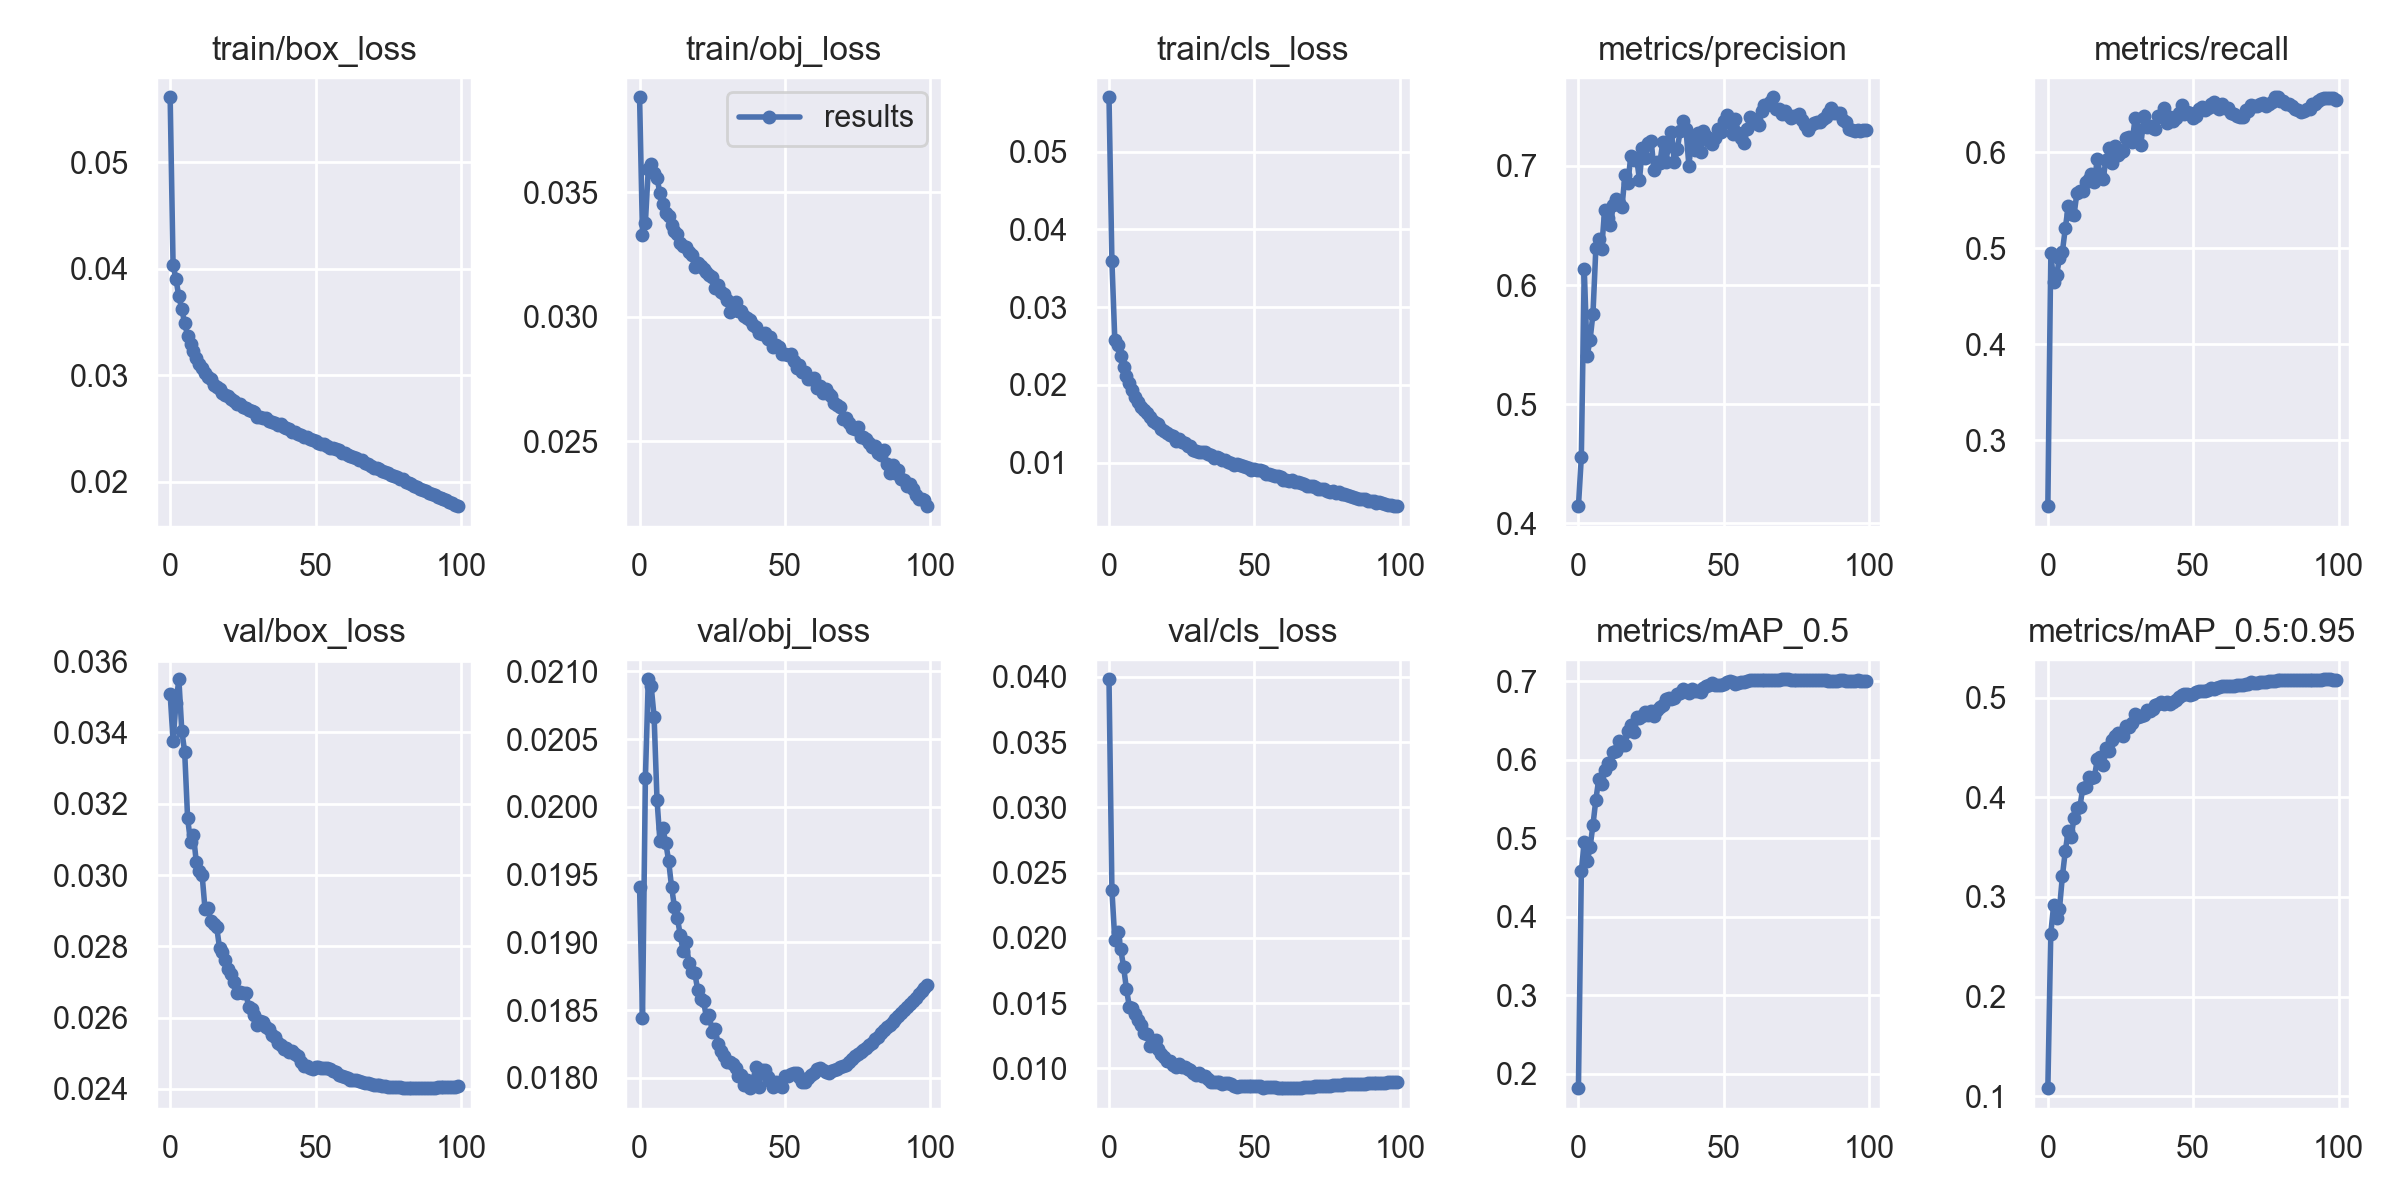 train/box_loss
train/obj_loss
train/cls_loss
metrics/precision
metrics/recall
0.05
0.04
0.03
0.02
0 50 100
results
0.035
0.030
0.025
0 50 100
0.05
0.04
0.03
0.02
0.01
0 50 100
0.7
0.6
0.5
0.4
0 50 100
0.6
0.5
0.4
0.3
0 50 100
val/box_loss
val/obj_loss
val/cls_loss
metrics/mAP_0.5
metrics/mAP_0.5:0.95
0.036
0.034
0.032
0.030
0.028
0.026
0.024
0 50 100
0.0210
0.0205
0.0200
0.0195
0.0190
0.0185
0.0180
0 50 100
0.040
0.035
0.030
0.025
0.020
0.015
0.010
0 50 100
0.7
0.6
0.5
0.4
0.3
0.2
0 50 100
0.5
0.4
0.3
0.2
0.1
0 50 100